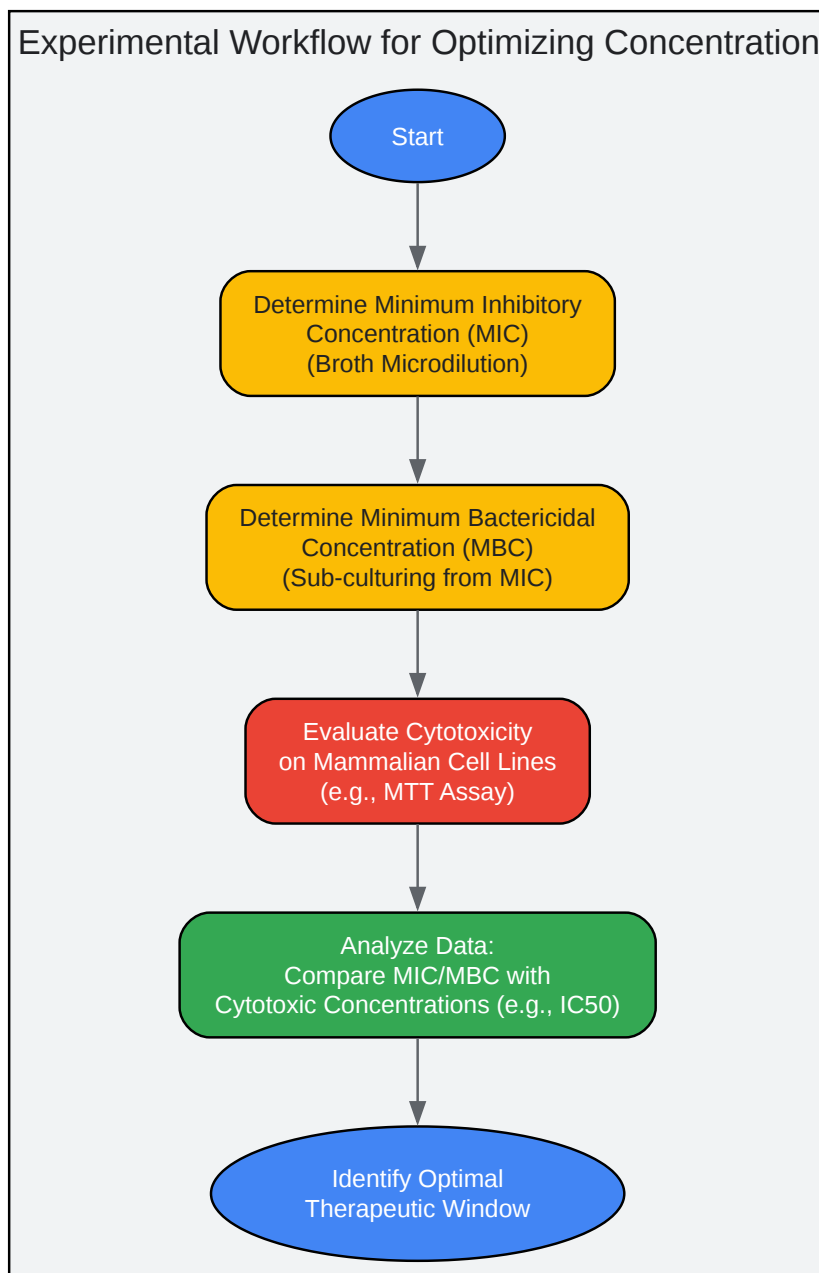 Experimental Workflow for Optimizing Concentration
Start
Determine Minimum Inhibitory
Concentration (MIC)
(Broth Microdilution)
Determine Minimum Bactericidal
Concentration (MBC)
(Sub-culturing from MIC)
Evaluate Cytotoxicity
on Mammalian Cell Lines
(e.g., MTT Assay)
Analyze Data:
Compare MIC/MBC with
Cytotoxic Concentrations (e.g., IC50)
Identify Optimal
Therapeutic Window